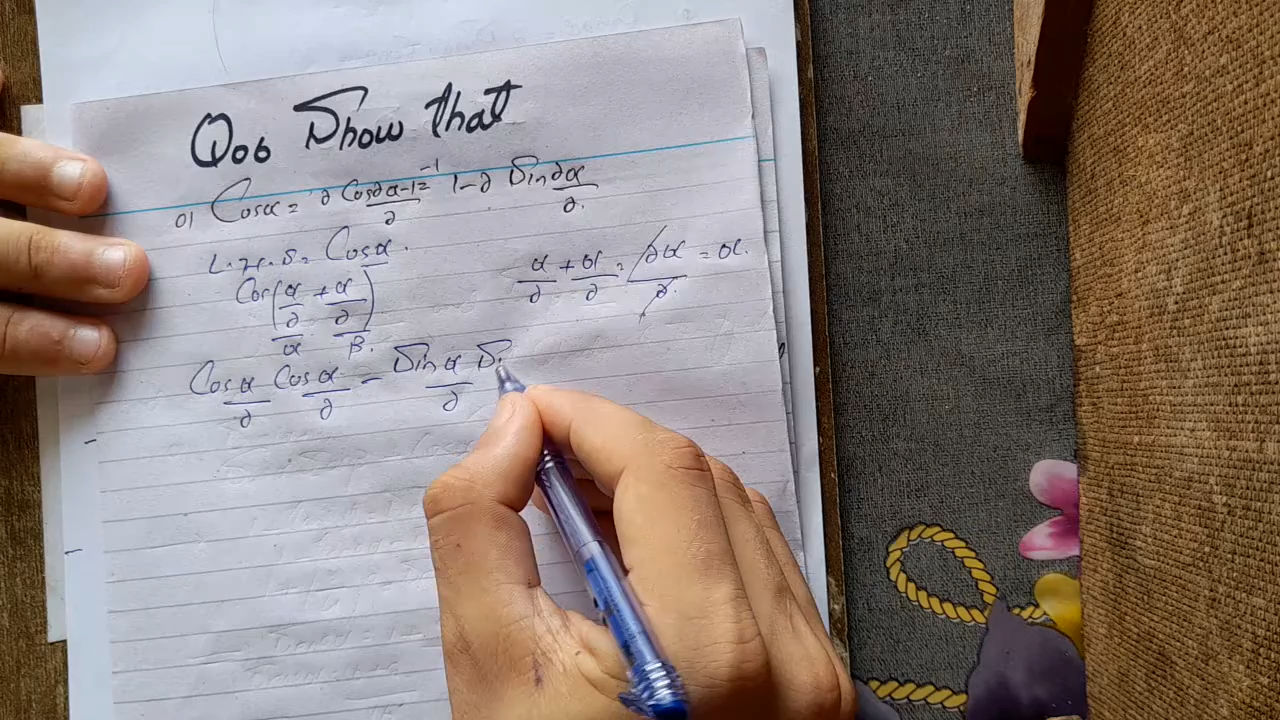 Q06 Show that
01 Cosα = 2 Cos2α/2 -1 = 1-2 Sin2α/2.
L.H.S = Cosα.
α/2 + α/2 = 2α/2 = α.
Cos(α/2 + α/2)
α β.
Cosα/2 Cosα/2 - Sinα/2 Si